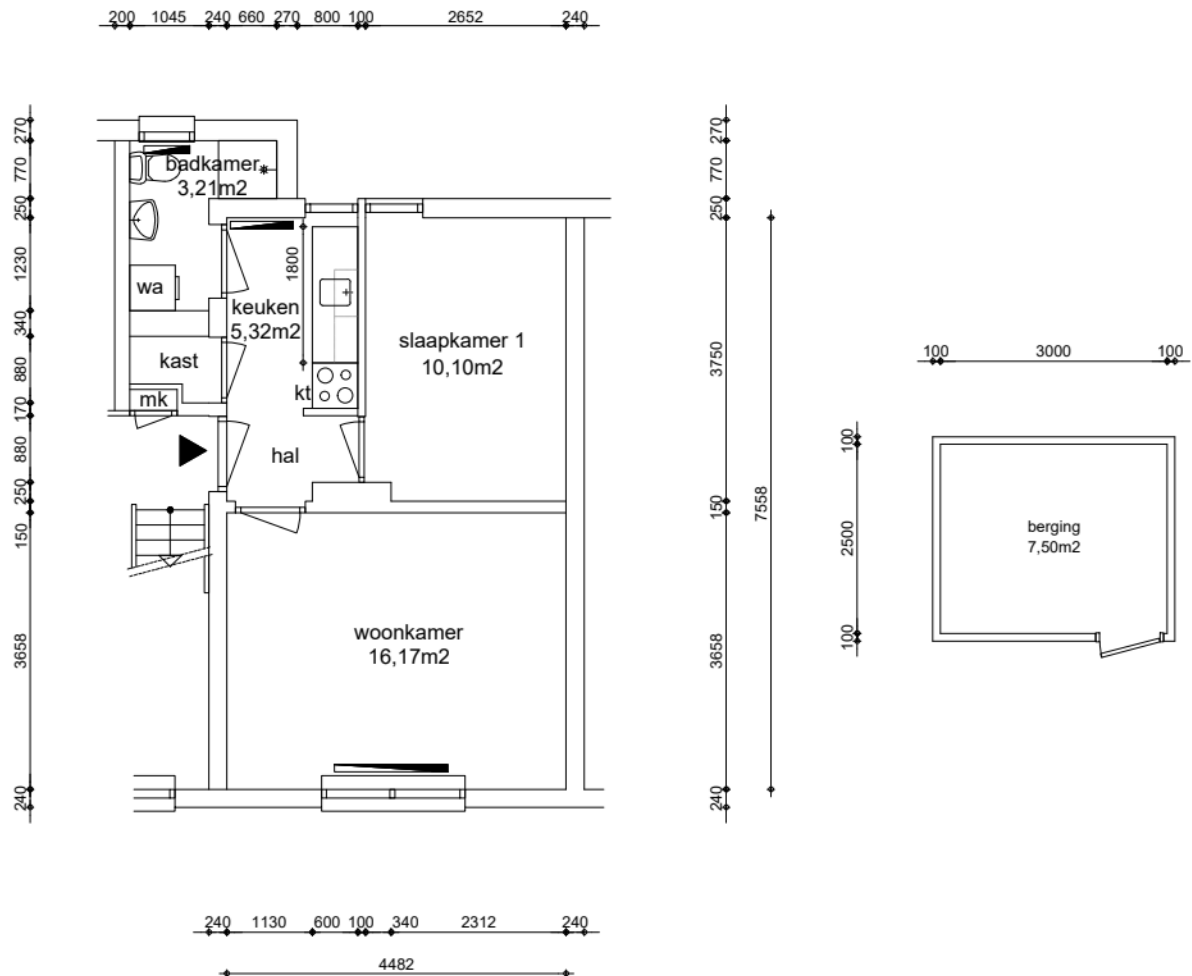 200 1045 240 660 270 800 100 2652 240
270
770
250
1230
340
880
170
880
250
150
3658
240
badkamer
3,21m2
wa
1800
keuken
5,32m2
kast
kt
mk
hal
slaapkamer 1
10,10m2
woonkamer
16,17m2
270
770
250
3750
150
3658
240
7558
100 3000 100
100
2500
100
berging
7,50m2
240 1130 600 100 340 2312 240
4482